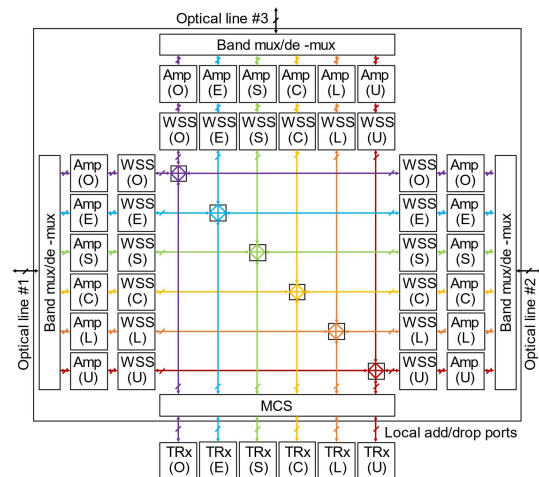 Optical line #3
Band mux/de -mux
Amp (O) Amp (E) Amp (S) Amp (C) Amp (L) Amp (U)
WSS (O) WSS (E) WSS (S) WSS (C) WSS (L) WSS (U)
Optical line #1
Band mux/de -mux
Amp (O) WSS (O) WSS (O) Amp (O)
Amp (E) WSS (E) WSS (E) Amp (E)
Amp (S) WSS (S) WSS (S) Amp (S)
Amp (C) WSS (C) WSS (C) Amp (C)
Amp (L) WSS (L) WSS (L) Amp (L)
Amp (U) WSS (U) WSS (U) Amp (U)
Band mux/de -mux
Optical line #2
MCS
Local add/drop ports
TRx (O) TRx (E) TRx (S) TRx (C) TRx (L) TRx (U)